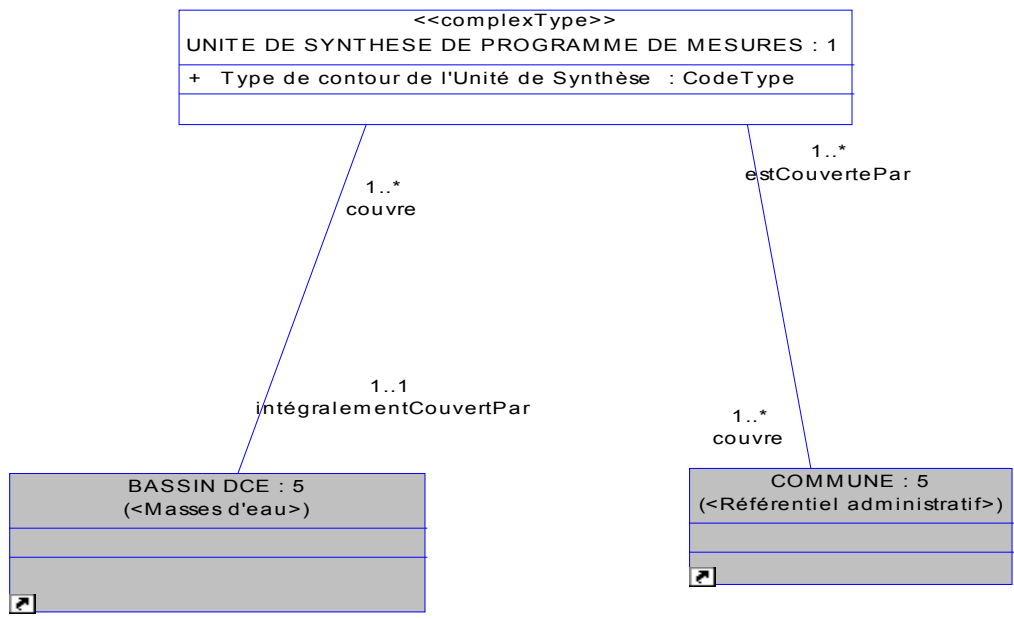 <<complexType>>
UNITE DE SYNTHESE DE PROGRAMME DE MESURES : 1
+ Type de contour de l'Unité de Synthèse : CodeType
1..*
estCouvertePar
1..*
couvre
1..1
intégralementCouvertPar
1..*
couvre
BASSIN DCE : 5
(<Masses d'eau>)
COMMUNE : 5
(<Référentiel administratif>)